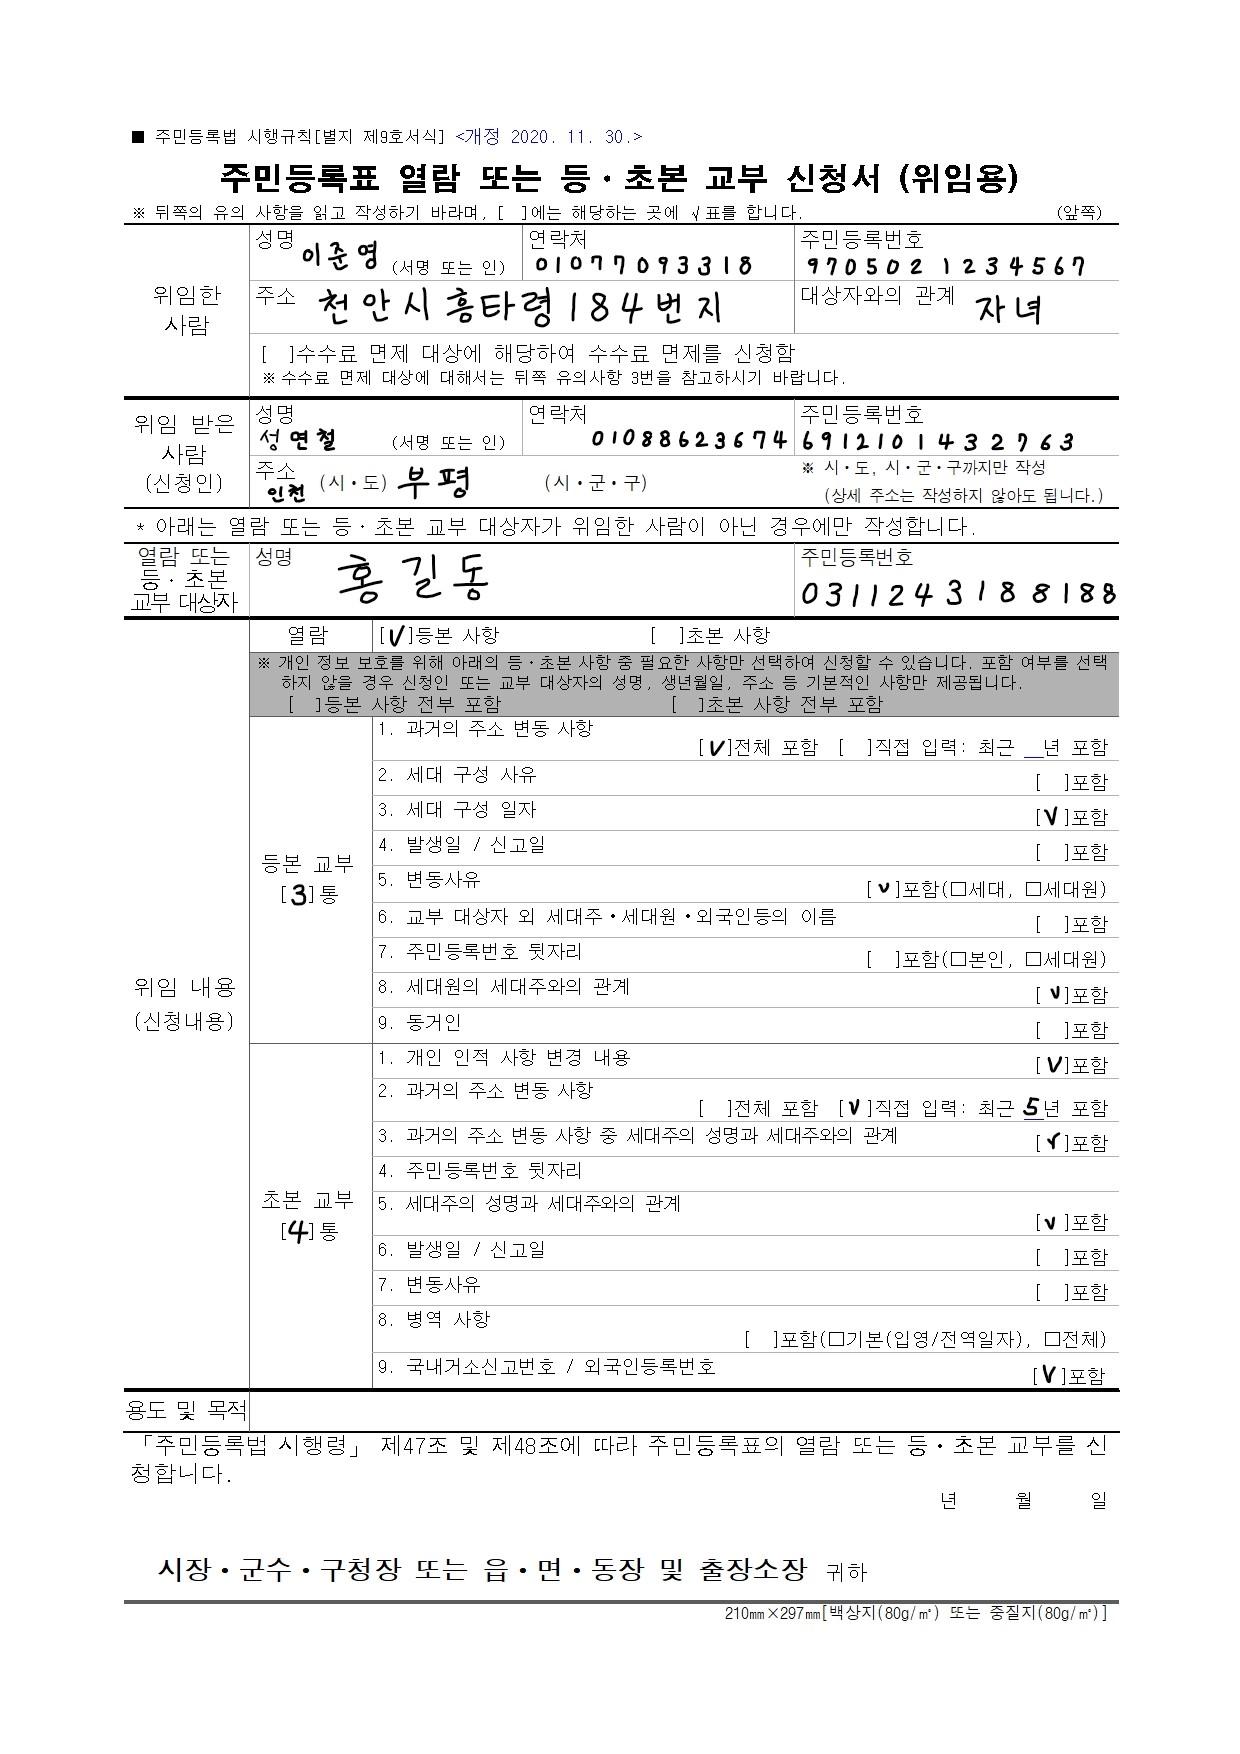 ■ 주민등록법 시행규칙[별지 제9호서식] <개정 2020. 11. 30.>
주민등록표 열람 또는 등·초본 교부 신청서 (위임용)
※ 뒤쪽의 유의 사항을 읽고 작성하기 바라며, [ ]에는 해당하는 곳에 √표를 합니다. (앞쪽)
위임한 사람
성명 이준영 (서명 또는 인)
연락처 01077093318
주민등록번호 970502 1234567
주소 천안시 흥타령 184번지
대상자와의 관계 자녀
[ ]수수료 면제 대상에 해당하여 수수료 면제를 신청함
※ 수수료 면제 대상에 대해서는 뒤쪽 유의사항 3번을 참고하시기 바랍니다.
위임 받은 사람 (신청인)
성명 성연철 (서명 또는 인)
연락처 01088623674
주민등록번호 6912101432763
주소 인천 (시·도) 부평 (시·군·구)
※ 시·도, 시·군·구까지만 작성
(상세 주소는 작성하지 않아도 됩니다.)
* 아래는 열람 또는 등·초본 교부 대상자가 위임한 사람이 아닌 경우에만 작성합니다.
열람 또는 등·초본 교부 대상자
성명 홍길동
주민등록번호 0311243188188
위임 내용 (신청내용)
열람 [V]등본 사항 [ ]초본 사항
※ 개인 정보 보호를 위해 아래의 등·초본 사항 중 필요한 사항만 선택하여 신청할 수 있습니다. 포함 여부를 선택
하지 않을 경우 신청인 또는 교부 대상자의 성명, 생년월일, 주소 등 기본적인 사항만 제공됩니다.
[ ]등본 사항 전부 포함 [ ]초본 사항 전부 포함
등본 교부 [3]통
1. 과거의 주소 변동 사항
[V]전체 포함 [ ]직접 입력: 최근 __년 포함
2. 세대 구성 사유 [ ]포함
3. 세대 구성 일자 [V]포함
4. 발생일 / 신고일 [ ]포함
5. 변동사유 [V]포함(□세대, □세대원)
6. 교부 대상자 외 세대주·세대원·외국인등의 이름 [ ]포함
7. 주민등록번호 뒷자리 [ ]포함(□본인, □세대원)
8. 세대원의 세대주와의 관계 [V]포함
9. 동거인 [ ]포함
초본 교부 [4]통
1. 개인 인적 사항 변경 내용 [V]포함
2. 과거의 주소 변동 사항
[ ]전체 포함 [V]직접 입력: 최근 5년 포함
3. 과거의 주소 변동 사항 중 세대주의 성명과 세대주와의 관계 [V]포함
4. 주민등록번호 뒷자리
5. 세대주의 성명과 세대주와의 관계 [V]포함
6. 발생일 / 신고일 [ ]포함
7. 변동사유 [ ]포함
8. 병역 사항
[ ]포함(□기본(입영/전역일자), □전체)
9. 국내거소신고번호 / 외국인등록번호 [V]포함
용도 및 목적
「주민등록법 시행령」 제47조 및 제48조에 따라 주민등록표의 열람 또는 등·초본 교부를 신
청합니다.
년 월 일
시장·군수·구청장 또는 읍·면·동장 및 출장소장 귀하
210㎜×297㎜[백상지(80g/㎡) 또는 중질지(80g/㎡)]